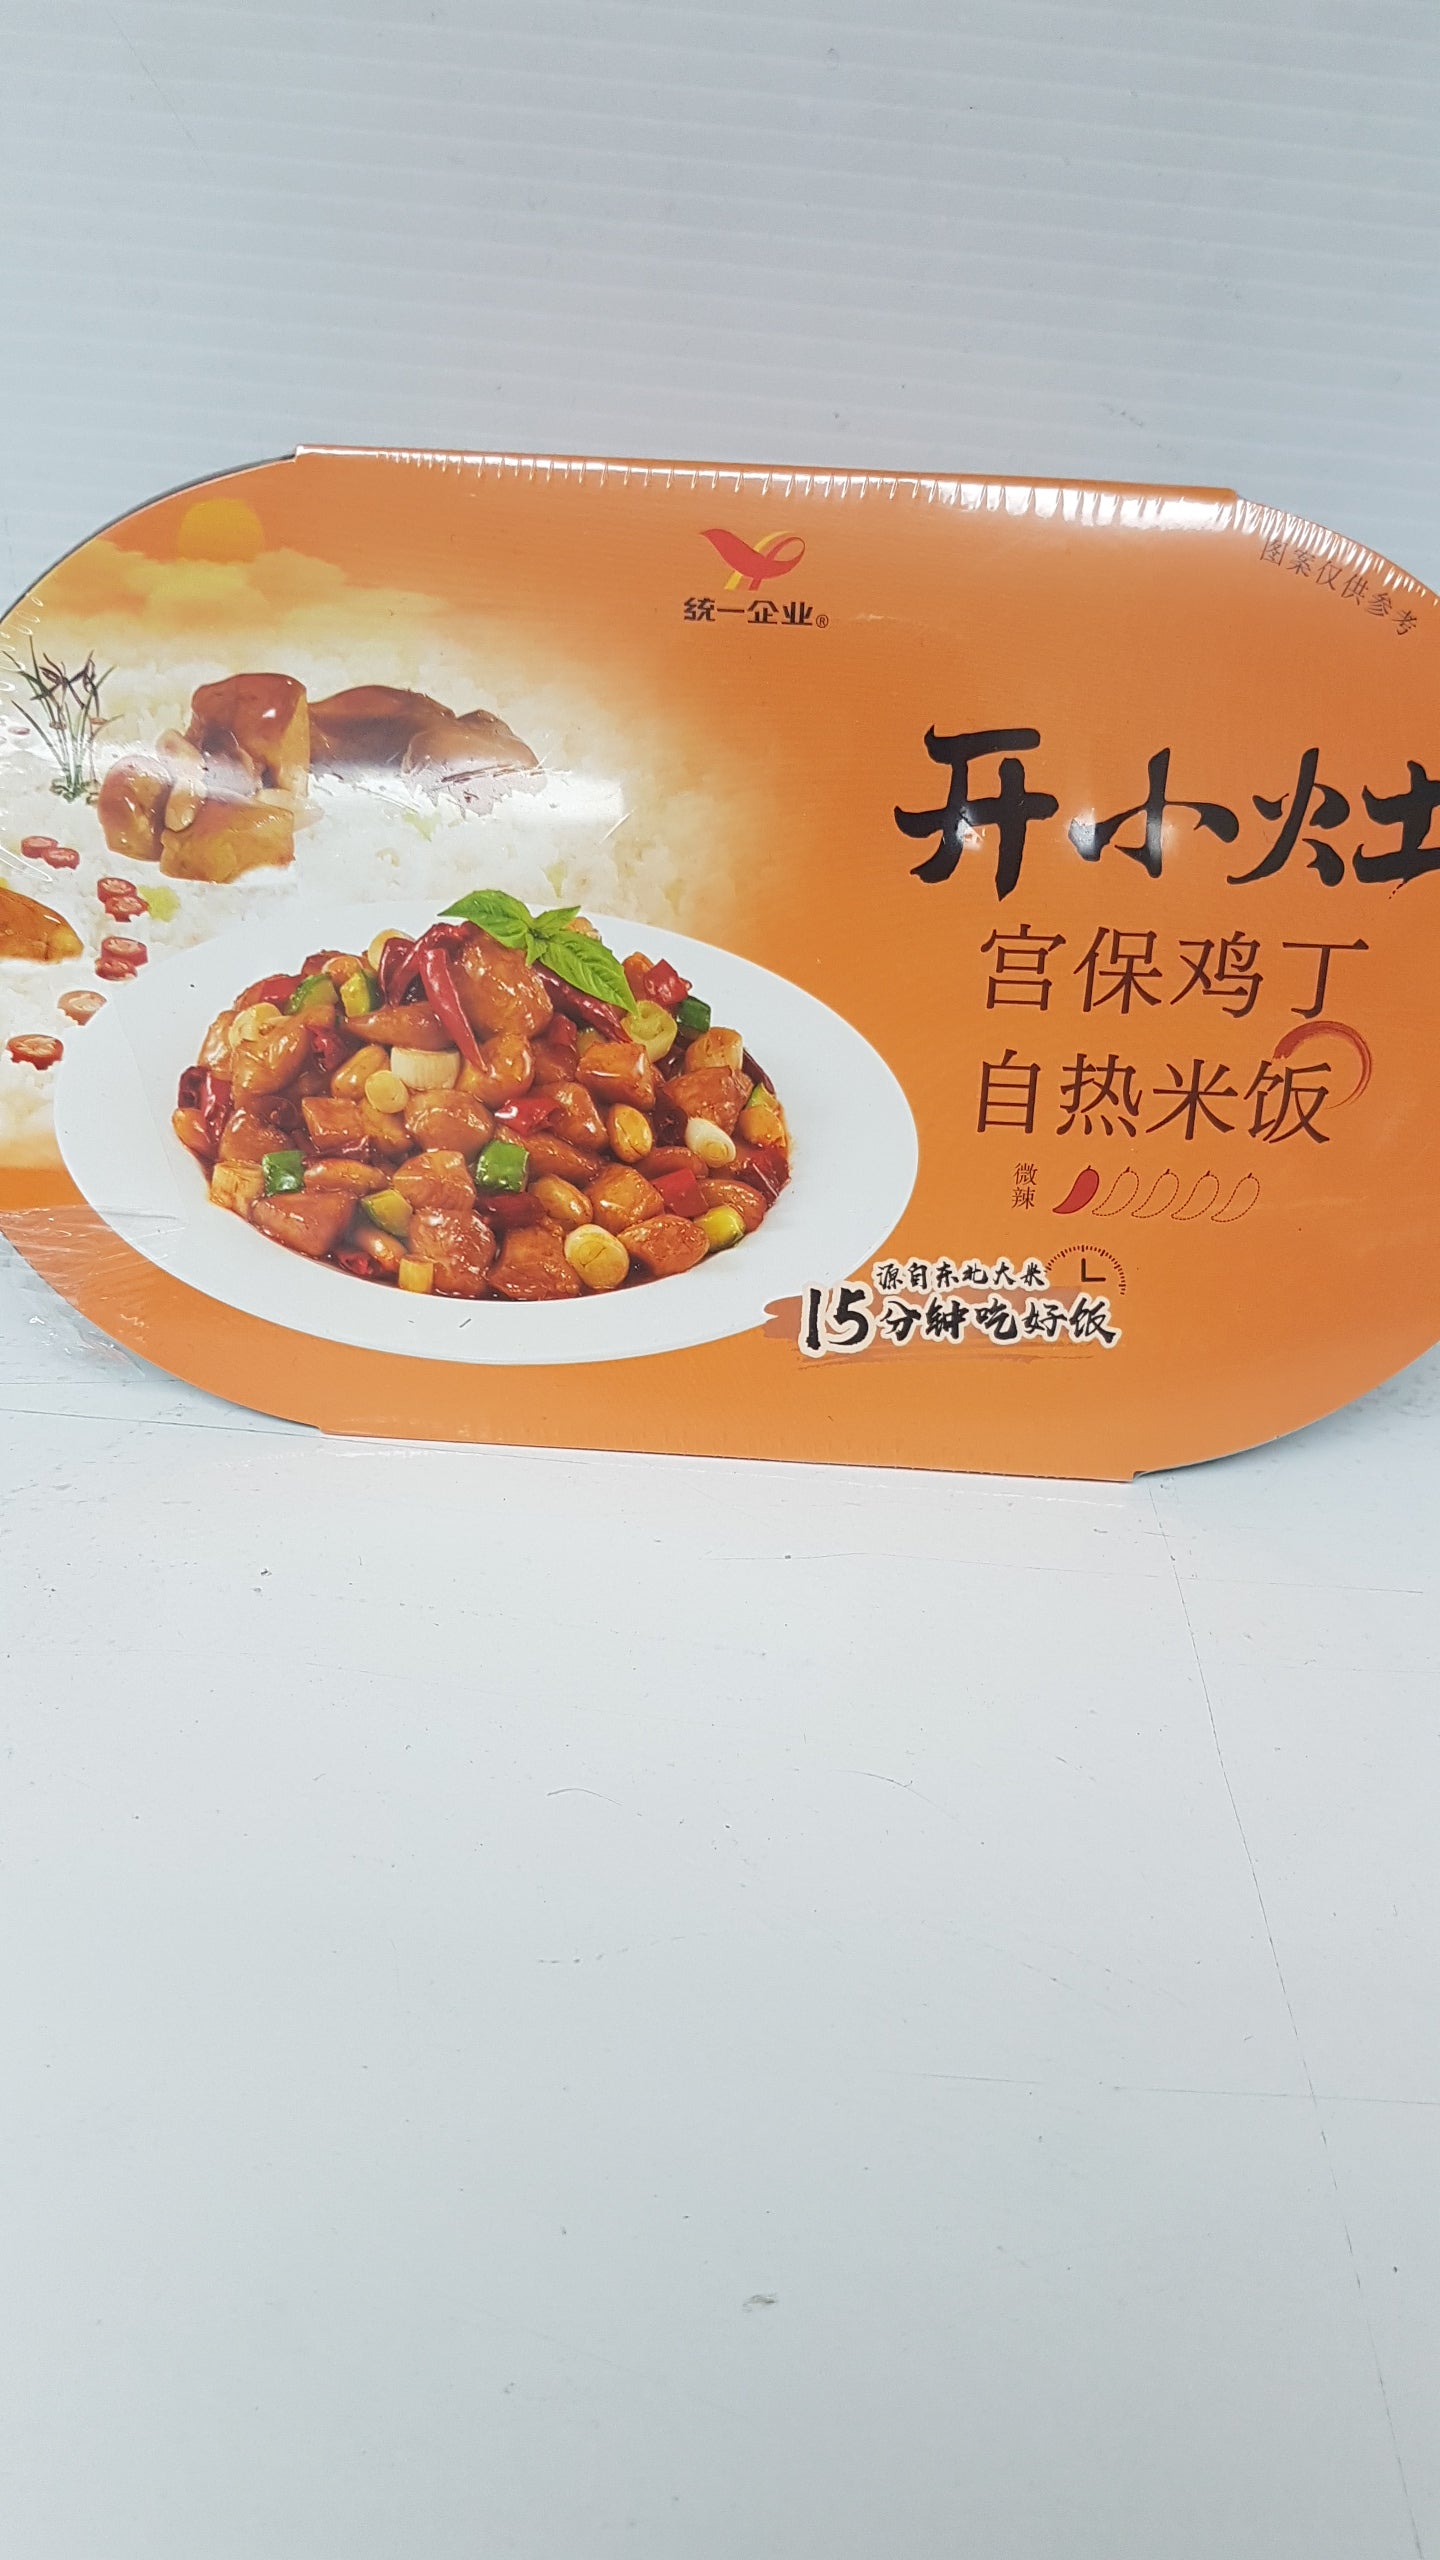 统一企业®
图案仅供参考
开小灶
宫保鸡丁
自热米饭
微辣
源自东北大米
15分钟吃好饭